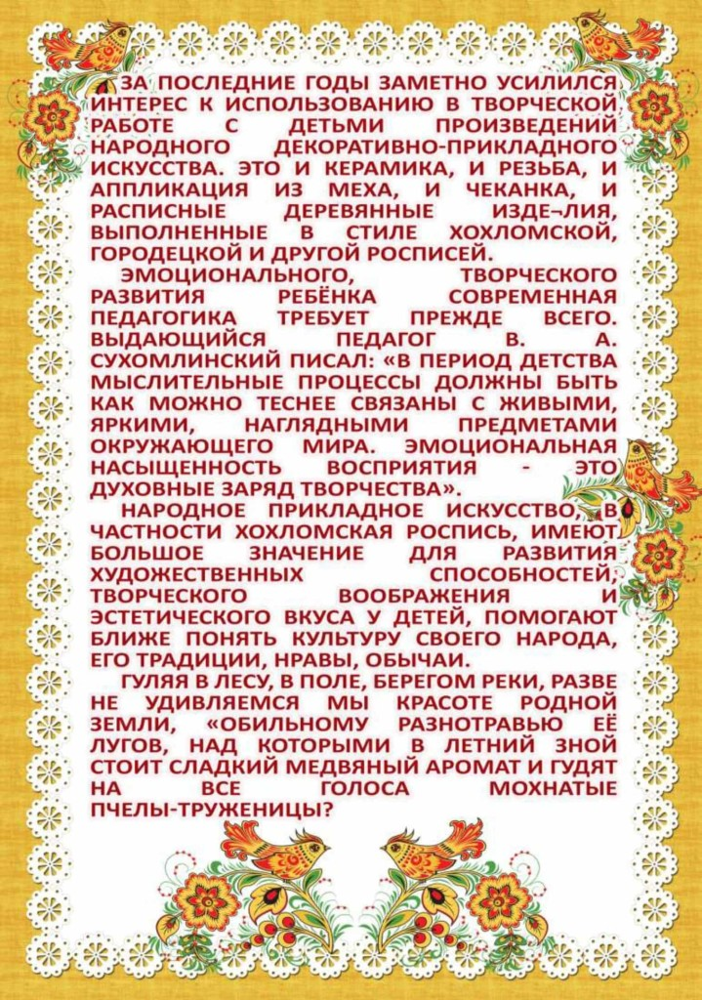 ЗА ПОСЛЕДНИЕ ГОДЫ ЗАМЕТНО УСИЛИЛСЯ
ИНТЕРЕС К ИСПОЛЬЗОВАНИЮ В ТВОРЧЕСКОЙ
РАБОТЕ С ДЕТЬМИ ПРОИЗВЕДЕНИЙ
НАРОДНОГО ДЕКОРАТИВНО-ПРИКЛАДНОГО
ИСКУССТВА. ЭТО И КЕРАМИКА, И РЕЗЬБА, И
АППЛИКАЦИЯ ИЗ МЕХА, И ЧЕКАНКА, И
РАСПИСНЫЕ ДЕРЕВЯННЫЕ ИЗДЕ¬ЛИЯ,
ВЫПОЛНЕННЫЕ В СТИЛЕ ХОХЛОМСКОЙ,
ГОРОДЕЦКОЙ И ДРУГОЙ РОСПИСЕЙ.
ЭМОЦИОНАЛЬНОГО, ТВОРЧЕСКОГО
РАЗВИТИЯ РЕБЁНКА СОВРЕМЕННАЯ
ПЕДАГОГИКА ТРЕБУЕТ ПРЕЖДЕ ВСЕГО.
ВЫДАЮЩИЙСЯ ПЕДАГОГ В. А.
СУХОМЛИНСКИЙ ПИСАЛ: «В ПЕРИОД ДЕТСТВА
МЫСЛИТЕЛЬНЫЕ ПРОЦЕССЫ ДОЛЖНЫ БЫТЬ
КАК МОЖНО ТЕСНЕЕ СВЯЗАНЫ С ЖИВЫМИ,
ЯРКИМИ, НАГЛЯДНЫМИ ПРЕДМЕТАМИ
ОКРУЖАЮЩЕГО МИРА. ЭМОЦИОНАЛЬНАЯ
НАСЫЩЕННОСТЬ ВОСПРИЯТИЯ - ЭТО
ДУХОВНЫЕ ЗАРЯД ТВОРЧЕСТВА».
НАРОДНОЕ ПРИКЛАДНОЕ ИСКУССТВО, В
ЧАСТНОСТИ ХОХЛОМСКАЯ РОСПИСЬ, ИМЕЮТ
БОЛЬШОЕ ЗНАЧЕНИЕ ДЛЯ РАЗВИТИЯ
ХУДОЖЕСТВЕННЫХ СПОСОБНОСТЕЙ,
ТВОРЧЕСКОГО ВООБРАЖЕНИЯ И
ЭСТЕТИЧЕСКОГО ВКУСА У ДЕТЕЙ, ПОМОГАЮТ
БЛИЖЕ ПОНЯТЬ КУЛЬТУРУ СВОЕГО НАРОДА,
ЕГО ТРАДИЦИИ, НРАВЫ, ОБЫЧАИ.
ГУЛЯЯ В ЛЕСУ, В ПОЛЕ, БЕРЕГОМ РЕКИ, РАЗВЕ
НЕ УДИВЛЯЕМСЯ МЫ КРАСОТЕ РОДНОЙ
ЗЕМЛИ, «ОБИЛЬНОМУ РАЗНОТРАВЬЮ ЕЁ
ЛУГОВ, НАД КОТОРЫМИ В ЛЕТНИЙ ЗНОЙ
СТОИТ СЛАДКИЙ МЕДВЯНЫЙ АРОМАТ И ГУДЯТ
НА ВСЕ ГОЛОСА МОХНАТЫЕ
ПЧЕЛЫ-ТРУЖЕНИЦЫ?